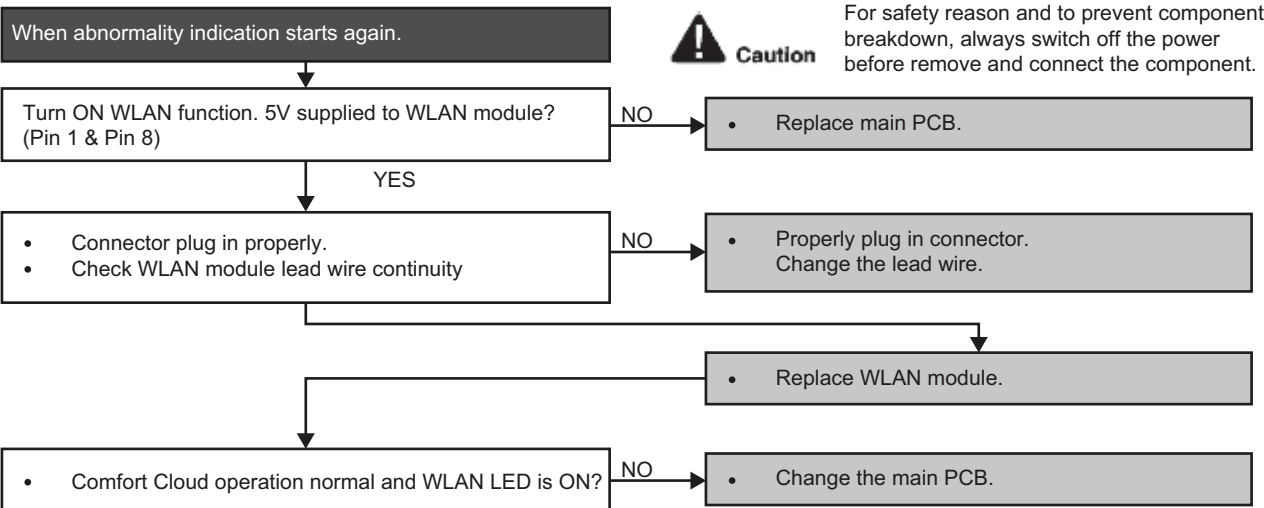 When abnormality indication starts again.
Caution
For safety reason and to prevent component
breakdown, always switch off the power
before remove and connect the component.
Turn ON WLAN function. 5V supplied to WLAN module?
(Pin 1 & Pin 8)
NO
• Replace main PCB.
YES
• Connector plug in properly.
• Check WLAN module lead wire continuity
NO
• Properly plug in connector.
Change the lead wire.
• Replace WLAN module.
• Comfort Cloud operation normal and WLAN LED is ON?
NO
• Change the main PCB.